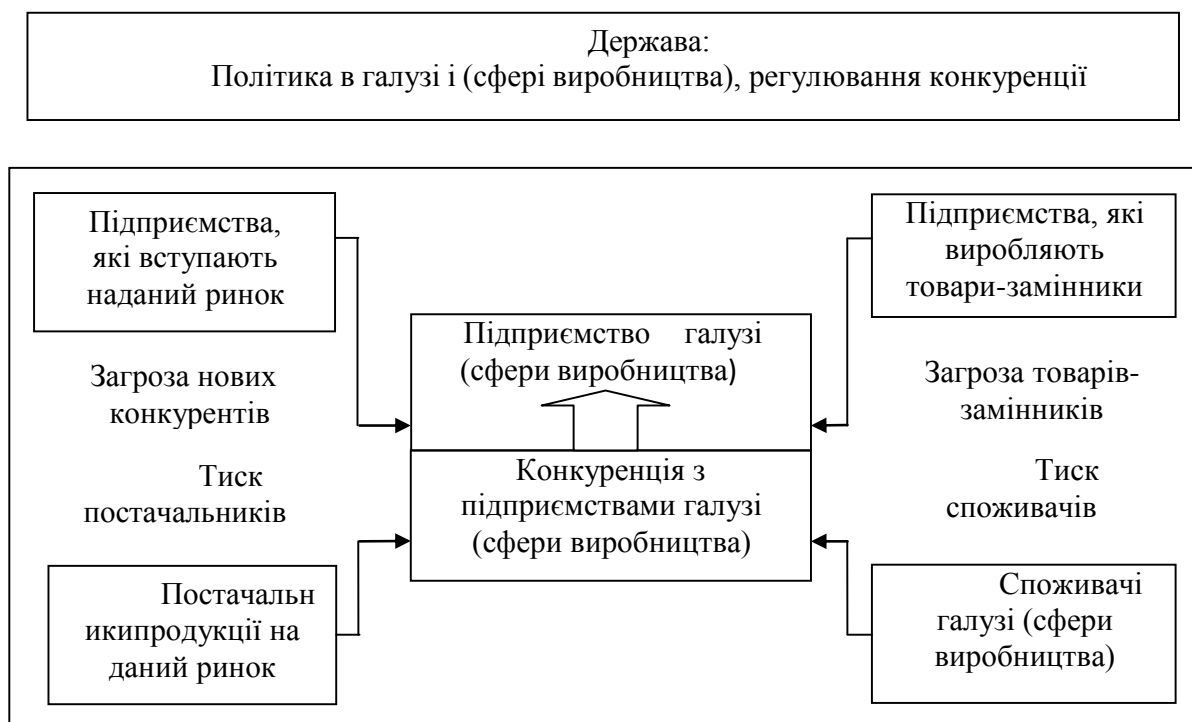 Держава:
Політика в галузі і (сфері виробництва), регулювання конкуренції
Підприємства,
які вступають
наданий ринок
Підприємства, які
виробляють
товари-замінники
Підприємство галузі
(сфери виробництва)
Загроза нових
конкурентів
Загроза товарів-
замінників
Тиск
постачальників
Конкуренція з
підприємствами галузі
(сфери виробництва)
Тиск
споживачів
Постачальн
икипродукції на
даний ринок
Споживачі
галузі (сфери
виробництва)